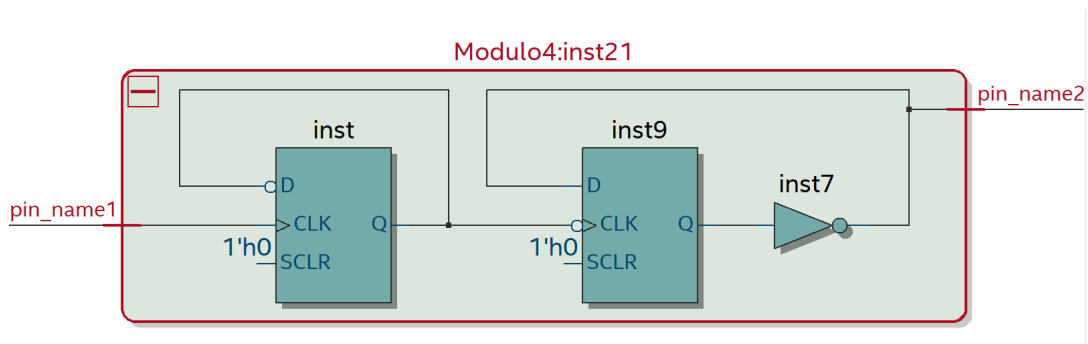 Modulo4:inst21
pin_name2
inst
inst9
D
D
inst7
pin_name1
CLK
Q
CLK
Q
1'h0
SCLR
1'h0
SCLR